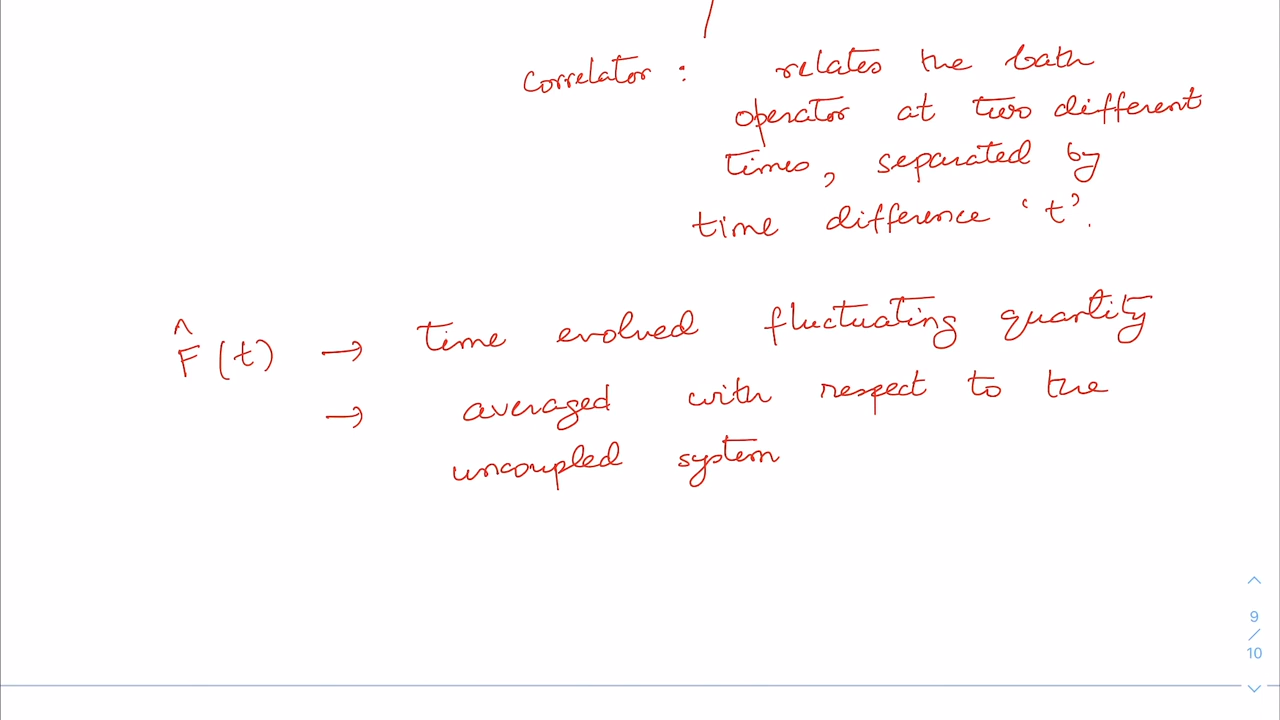 correlator : relates the bath
operator at two different
times, separated by
time difference 't'.
F̂(t) → time evolved fluctuating quantity
→ averaged with respect to the
uncoupled system
9
/
10